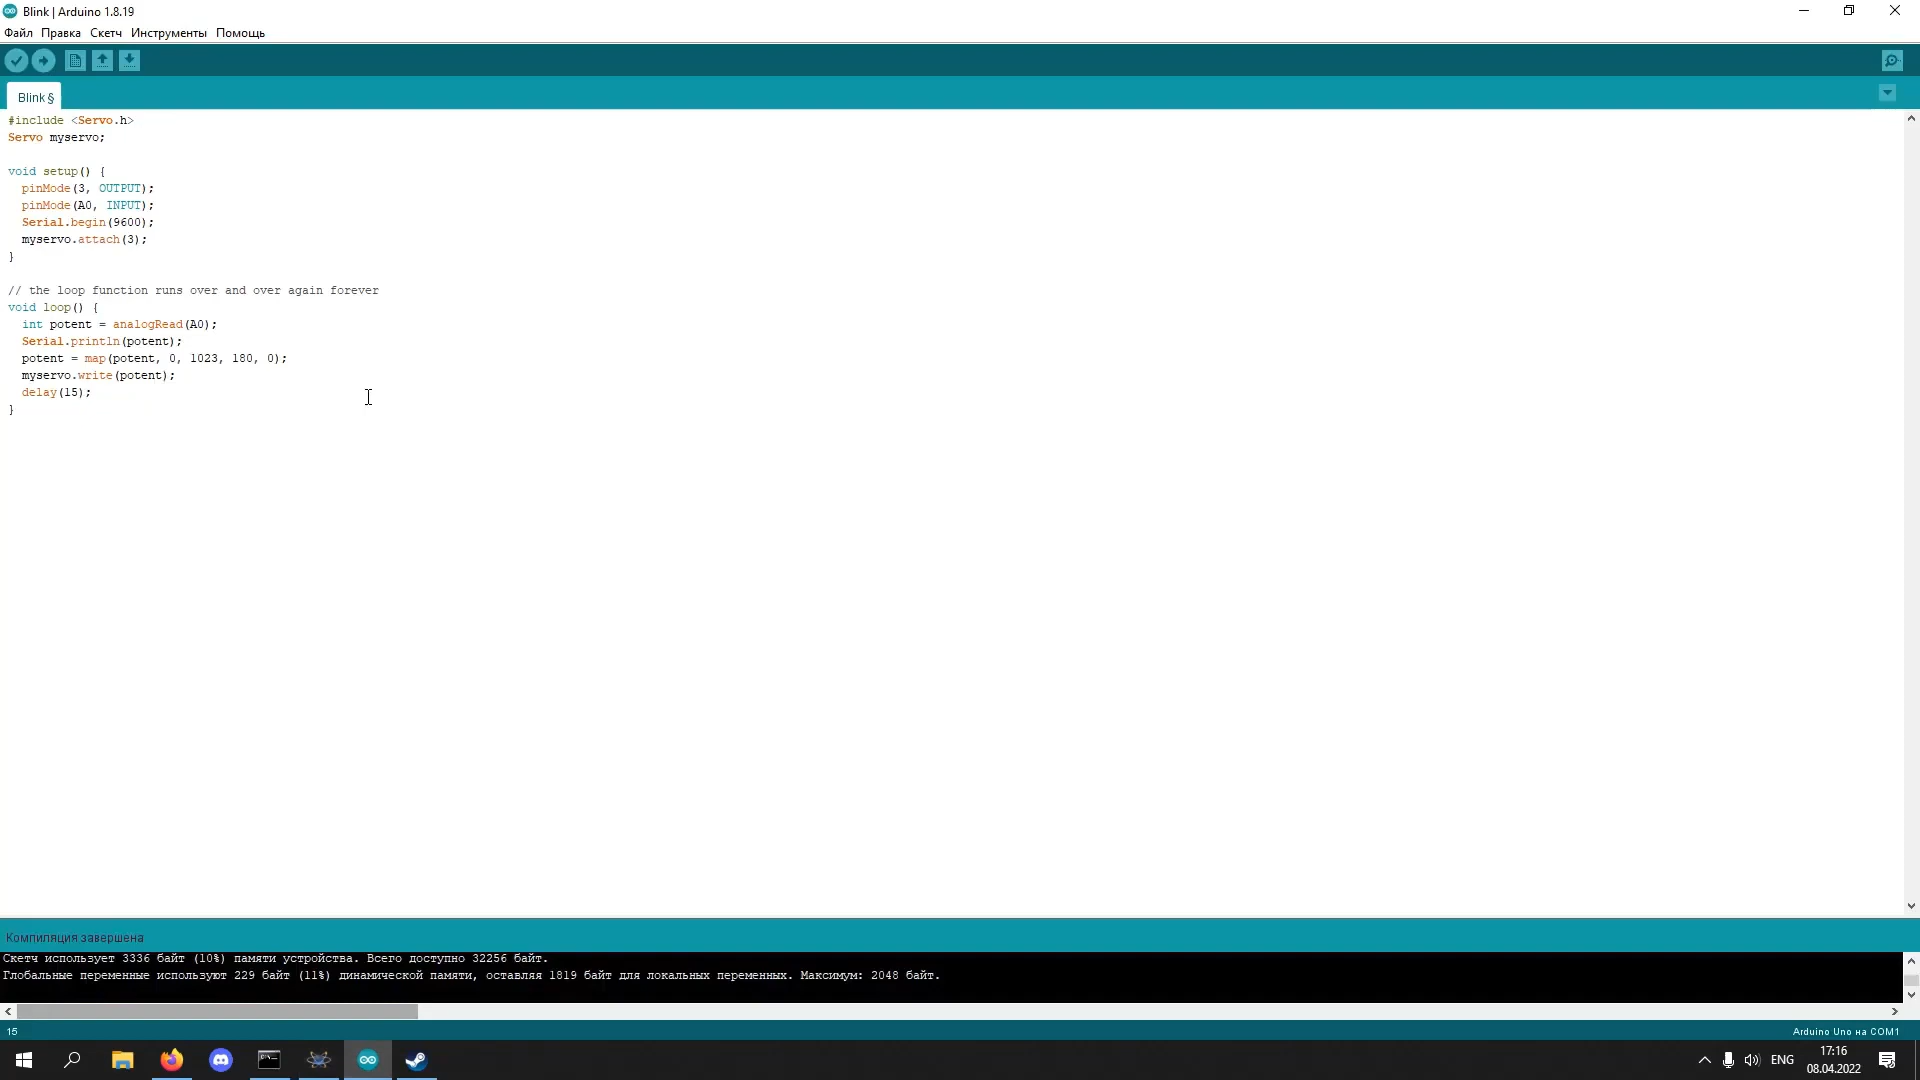 Blink | Arduino 1.8.19
Файл Правка Скетч Инструменты Помощь
Blink §
#include <Servo.h>
Servo myservo;
void setup() {
  pinMode(3, OUTPUT);
  pinMode(A0, INPUT);
  Serial.begin(9600);
  myservo.attach(3);
}
// the loop function runs over and over again forever
void loop() {
  int potent = analogRead(A0);
  Serial.println(potent);
  potent = map(potent, 0, 1023, 180, 0);
  myservo.write(potent);
  delay(15);
}
Компиляция завершена
Скетч использует 3336 байт (10%) памяти устройства. Всего доступно 32256 байт.
Глобальные переменные используют 229 байт (11%) динамической памяти, оставляя 1819 байт для локальных переменных. Максимум: 2048 байт.
15
Arduino Uno на COM1
ENG
17:16
08.04.2022